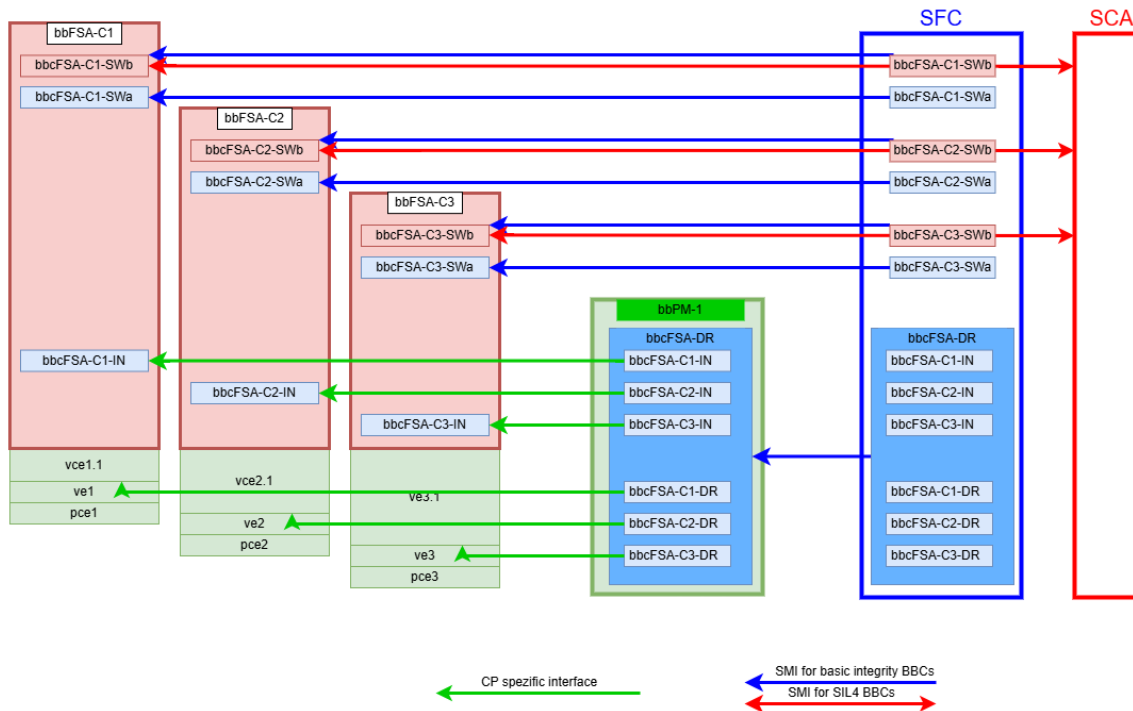 SFC
SCA
bbFSA-C1
bbcFSA-C1-SWb
bbcFSA-C1-SWb
bbcFSA-C1-SWa
bbcFSA-C1-SWa
bbFSA-C2
bbcFSA-C2-SWb
bbcFSA-C2-SWb
bbcFSA-C2-SWa
bbcFSA-C2-SWa
bbFSA-C3
bbcFSA-C3-SWb
bbcFSA-C3-SWb
bbcFSA-C3-SWa
bbcFSA-C3-SWa
bbPM-1
bbcFSA-DR
bbcFSA-DR
bbcFSA-C1-IN
bbcFSA-C1-IN
bbcFSA-C1-IN
bbcFSA-C2-IN
bbcFSA-C2-IN
bbcFSA-C2-IN
bbcFSA-C3-IN
bbcFSA-C3-IN
bbcFSA-C3-IN
vce1.1
vce2.1
ve3.1
ve1
bbcFSA-C1-DR
bbcFSA-C1-DR
pce1
ve2
bbcFSA-C2-DR
bbcFSA-C2-DR
pce2
ve3
bbcFSA-C3-DR
bbcFSA-C3-DR
pce3
CP spezific interface
SMI for basic integrity BBCs
SMI for SIL4 BBCs